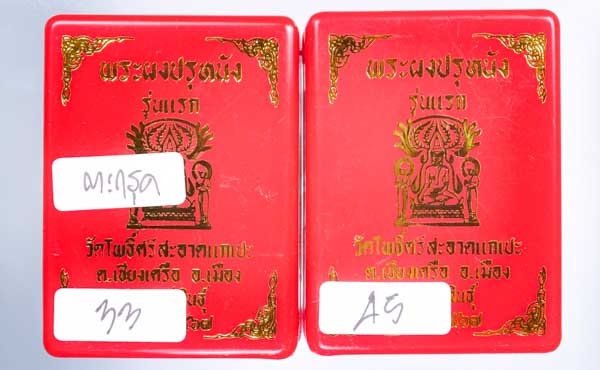 พระผงปรุหนัง
รุ่นแรก
ตะกรุด
วัดโพธิ์ศรีสะอาดแกเปะ
ต.เชียงเครือ อ.เมือง
พระผงปรุหนัง
รุ่นแรก
วัดโพธิ์ศรีสะอาดแกเปะ
ต.เชียงเครือ อ.เมือง